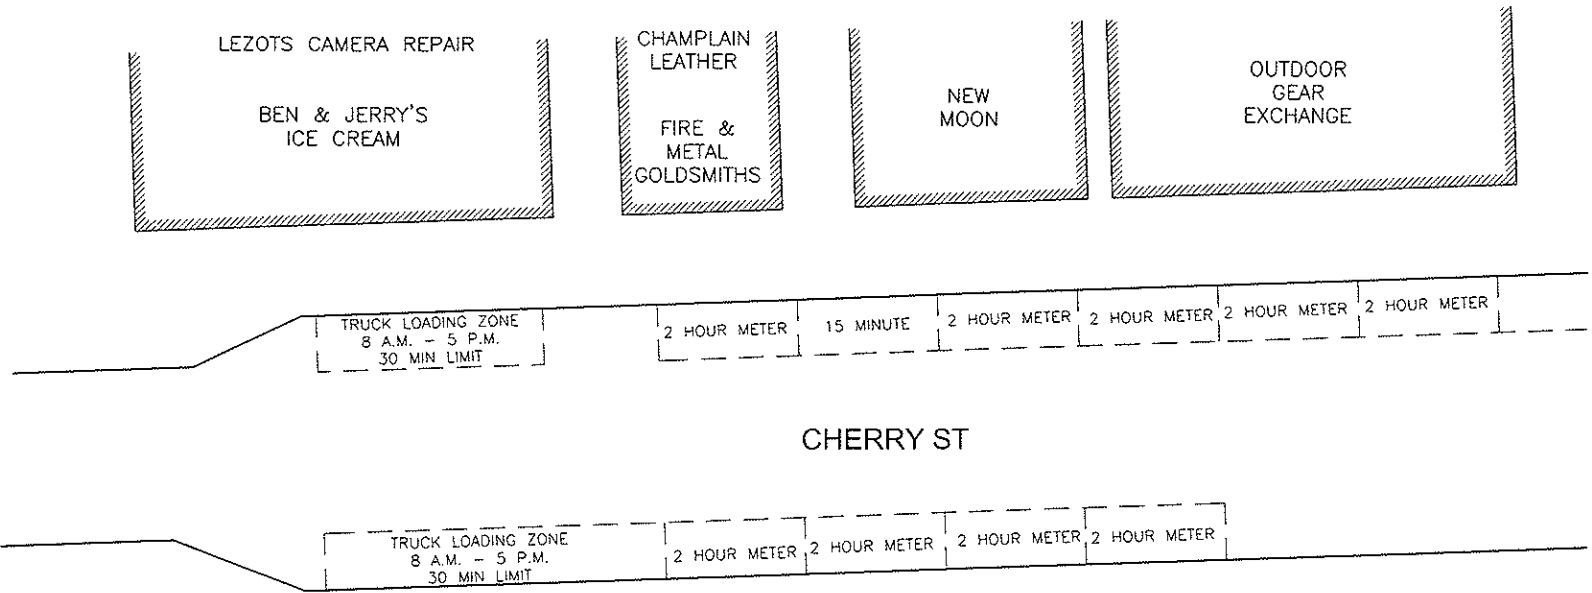 LEZOTS CAMERA REPAIR
BEN & JERRY'S
ICE CREAM
CHAMPLAIN
LEATHER
FIRE &
METAL
GOLDSMITHS
NEW
MOON
OUTDOOR
GEAR
EXCHANGE
TRUCK LOADING ZONE
8 A.M. - 5 P.M.
30 MIN LIMIT
2 HOUR METER
15 MINUTE
2 HOUR METER
2 HOUR METER
2 HOUR METER
2 HOUR METER
CHERRY ST
TRUCK LOADING ZONE
8 A.M. - 5 P.M.
30 MIN LIMIT
2 HOUR METER
2 HOUR METER
2 HOUR METER
2 HOUR METER